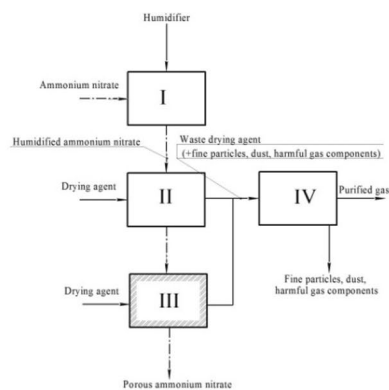 Humidifier
Ammonium nitrate
I
Humidified ammonium nitrate
Waste drying agent
(+fine particles, dust, harmful gas components)
Drying agent
II
IV
Purified gas
Drying agent
III
Fine particles, dust,
harmful gas components
Porous ammonium nitrate